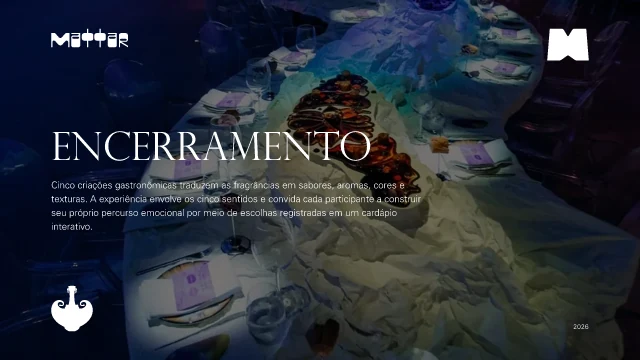 MATTAR
M
ENCERRAMENTO
Cinco criações gastronômicas traduzem as fragrâncias em sabores, aromas, cores e
texturas. A experiência envolve os cinco sentidos e convida cada participante a construir
seu próprio percurso emocional por meio de escolhas registradas em um cardápio
interativo.
2026